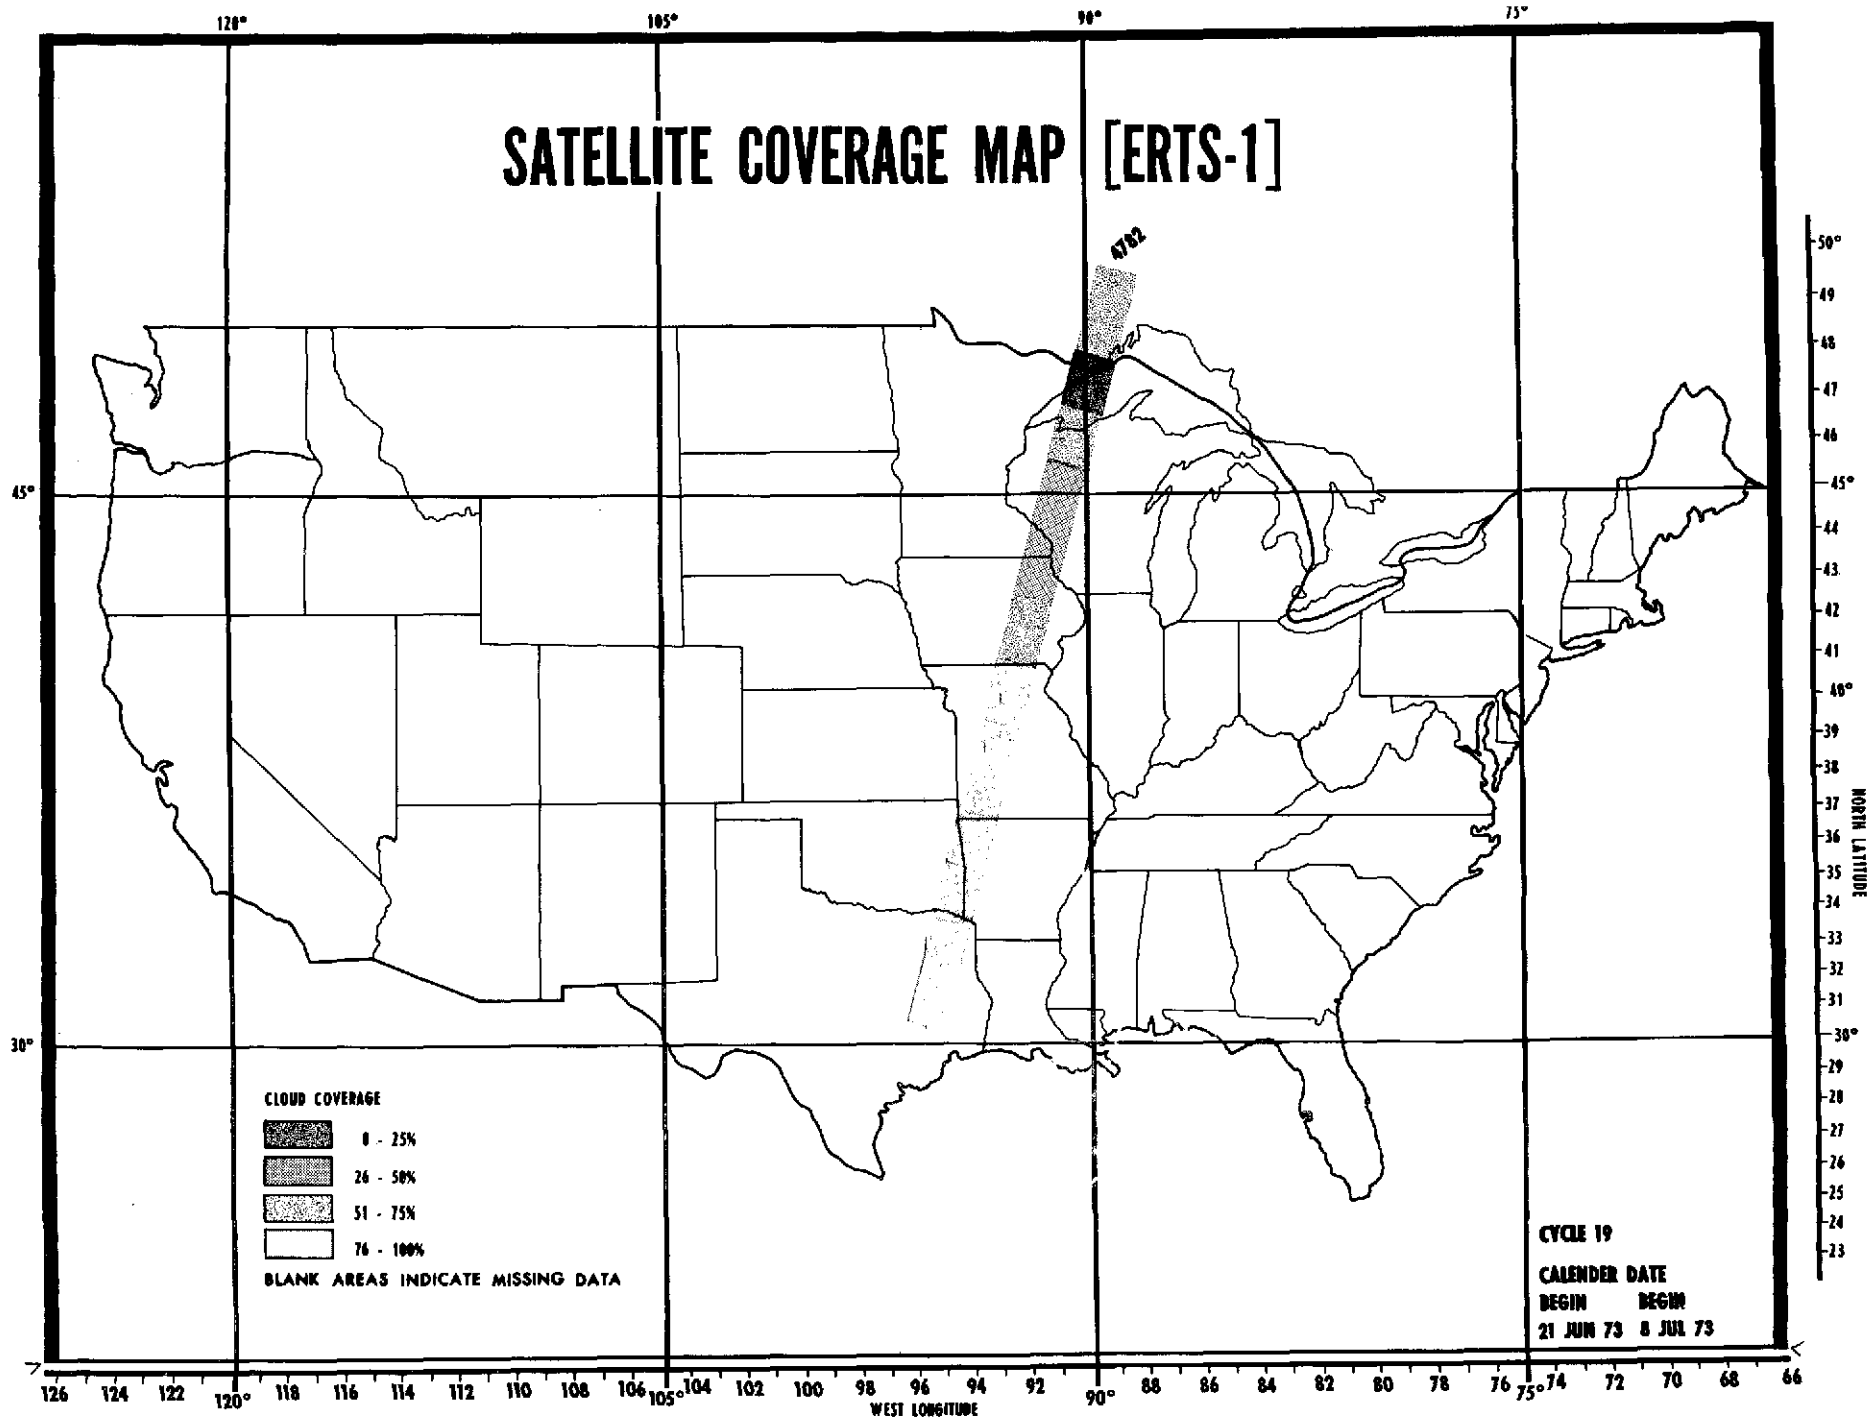 120° 105° 90° 75°
SATELLITE COVERAGE MAP [ERTS-1]
4782
50°
49
48
47
46
45° 45°
44
43
42
41
40°
39
38
37
36
35
34
33
32
31
30° 30°
29
28
27
26
25
24
23
NORTH LATITUDE
CLOUD COVERAGE
0 - 25%
26 - 50%
51 - 75%
76 - 100%
BLANK AREAS INDICATE MISSING DATA
CYCLE 19
CALENDER DATE
BEGIN BEGIN
21 JUN 73 8 JUL 73
126 124 122 120° 118 116 114 112 110 108 106 105° 104 102 100 98 96 94 92 90° 88 86 84 82 80 78 76 75° 74 72 70 68 66
WEST LONGITUDE